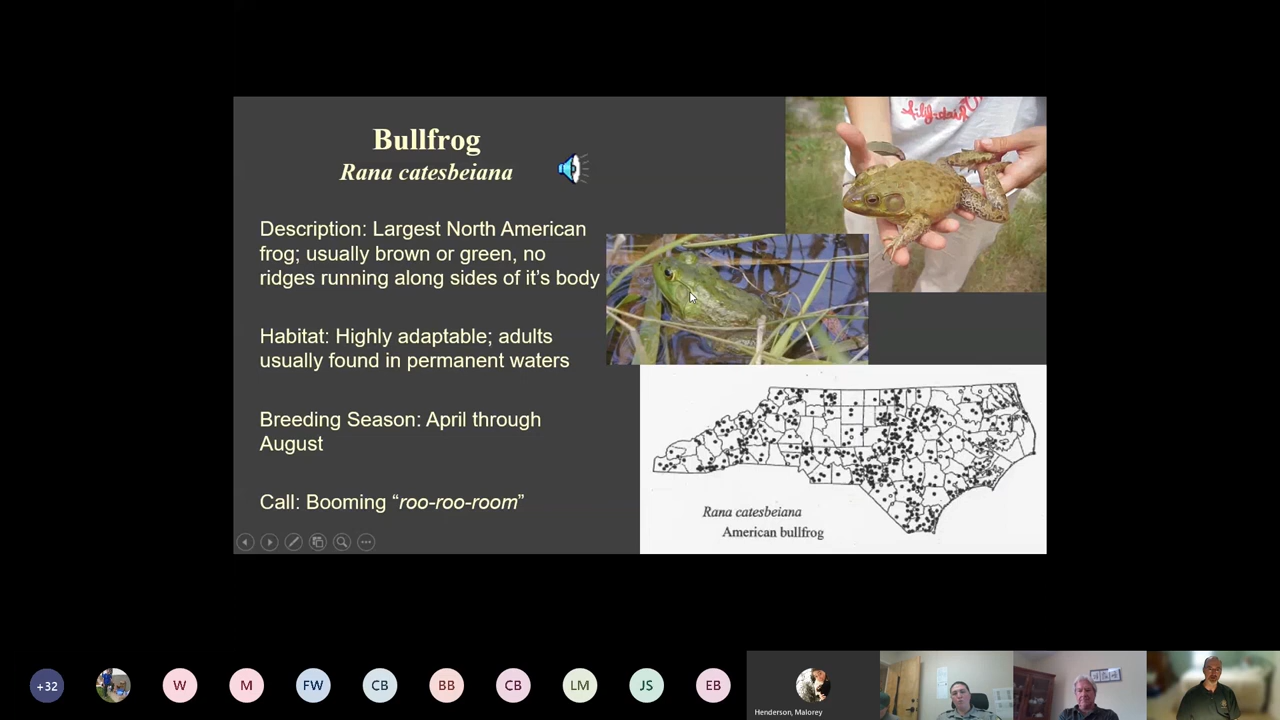 Bullfrog
Rana catesbeiana
Description: Largest North American
frog; usually brown or green, no
ridges running along sides of it’s body
Habitat: Highly adaptable; adults
usually found in permanent waters
Breeding Season: April through
August
Call: Booming “roo-roo-room”
Rana catesbeiana
American bullfrog
+32
W
M
FW
CB
BB
CB
LM
JS
EB
Henderson, Malorey